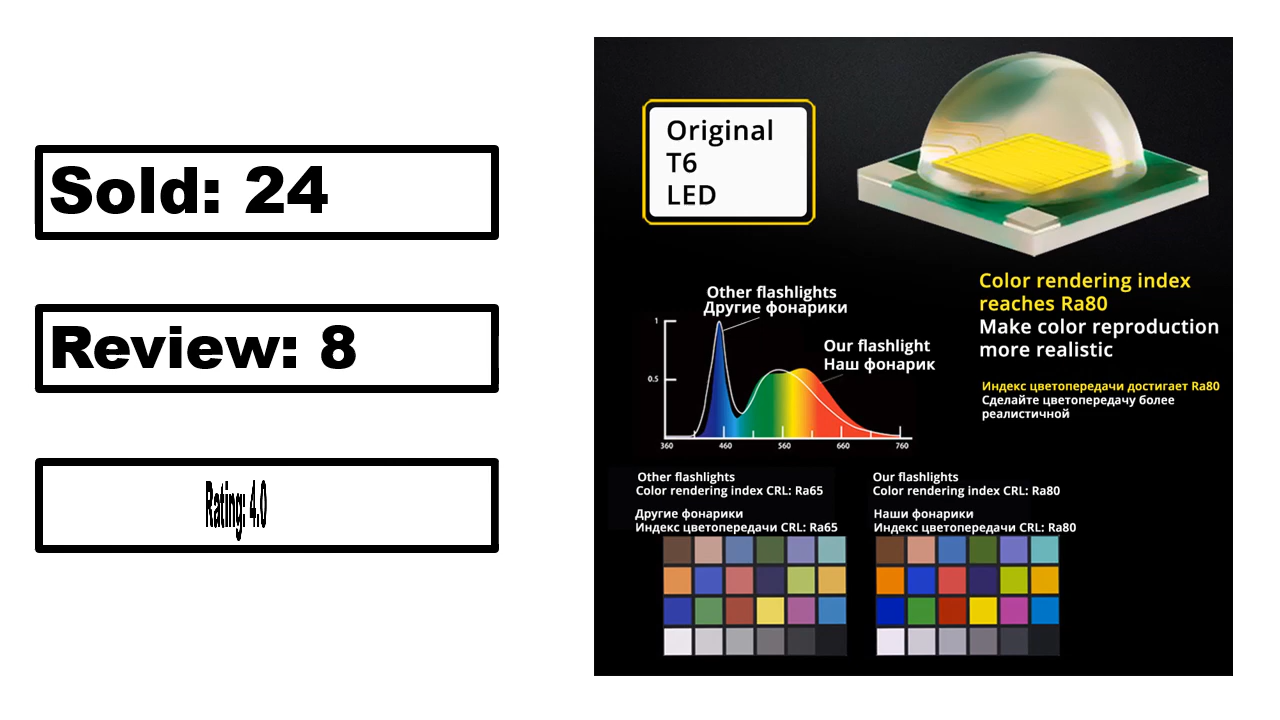 Sold: 24
Review: 8
Rating: 4.0
Original
T6
LED
Color rendering index
reaches Ra80
Make color reproduction
more realistic
Индекс цветопередачи достигает Ra80
Сделайте цветопередачу более
реалистичной
Other flashlights
Другие фонарики
Our flashlight
Наш фонарик
1
0.5
360 460 560 660 760
Other flashlights
Color rendering index CRL: Ra65
Другие фонарики
Индекс цветопередачи CRL: Ra65
Our flashlights
Color rendering index CRL: Ra80
Наши фонарики
Индекс цветопередачи CRL: Ra80